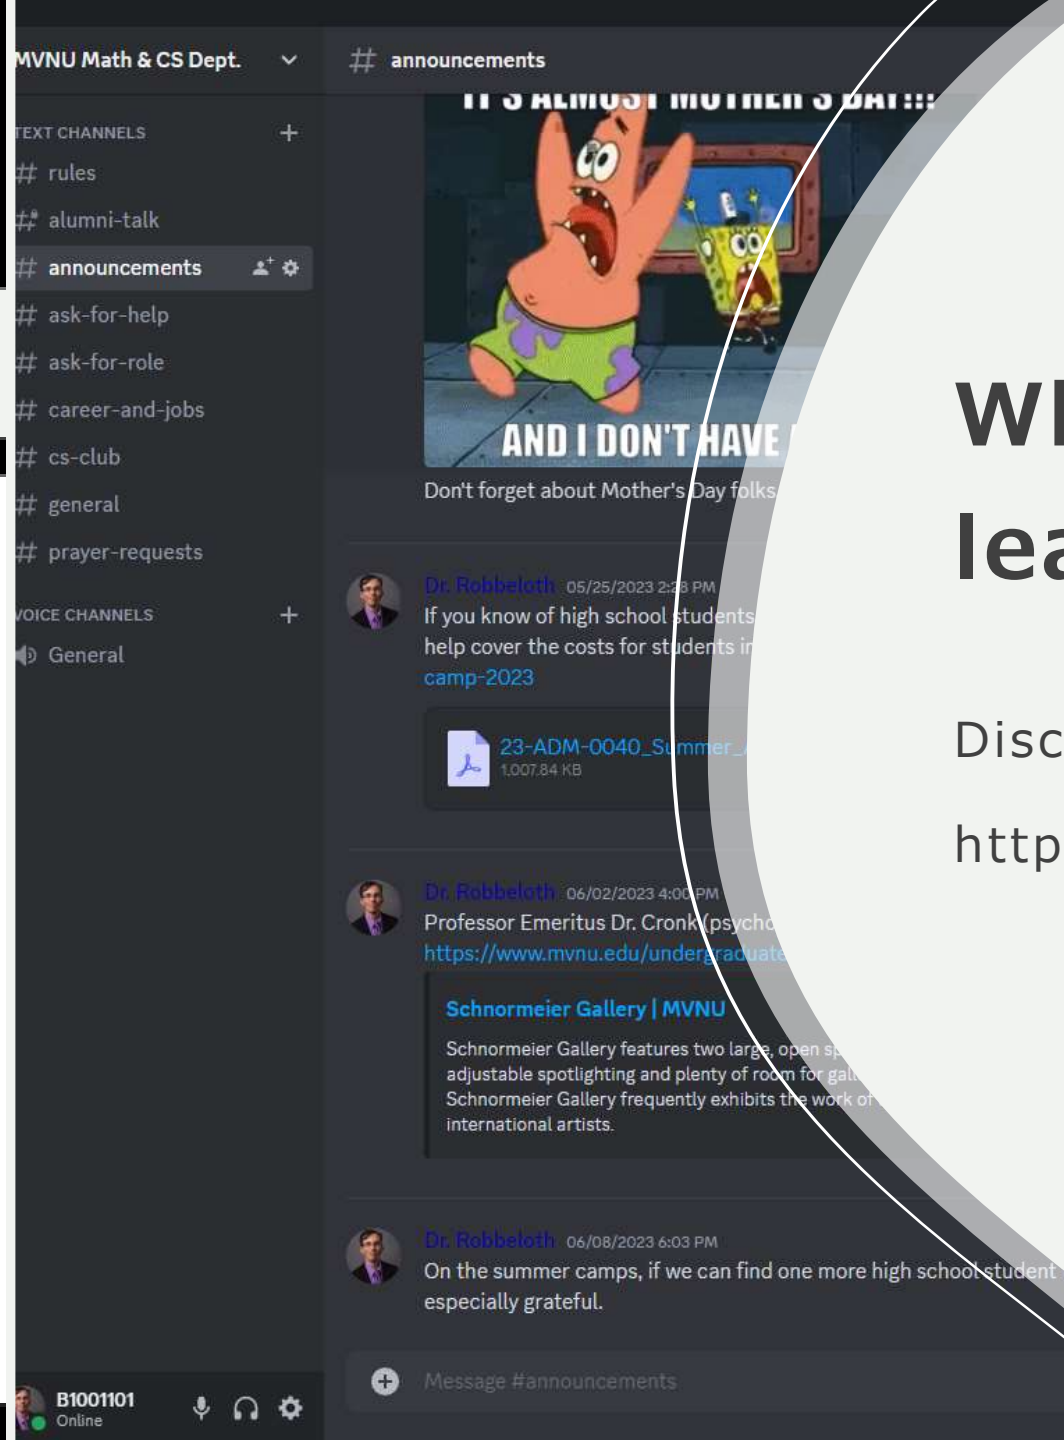 MVNU Math & CS Dept.
TEXT CHANNELS
# rules
# alumni-talk
# announcements
# ask-for-help
# ask-for-role
# career-and-jobs
# cs-club
# general
# prayer-requests
VOICE CHANNELS
General
B1001101
Online
# announcements
IT'S ALMOST MOTHER'S DAY!!!
AND I DON'T HAVE
Don't forget about Mother's Day folks
Dr. Robbeloth 05/25/2023 2:28 PM
If you know of high school students
help cover the costs for students in
camp-2023
23-ADM-0040_Summer_
1,007.84 KB
Dr. Robbeloth 06/02/2023 4:00 PM
Professor Emeritus Dr. Cronk (psycho
https://www.mvnu.edu/undergraduate
Schnormeier Gallery | MVNU
Schnormeier Gallery features two large, open sp
adjustable spotlighting and plenty of room for gall
Schnormeier Gallery frequently exhibits the work of
international artists.
Dr. Robbeloth 06/08/2023 6:03 PM
On the summer camps, if we can find one more high school student
especially grateful.
Message #announcements
Wh
lea
Disc
http